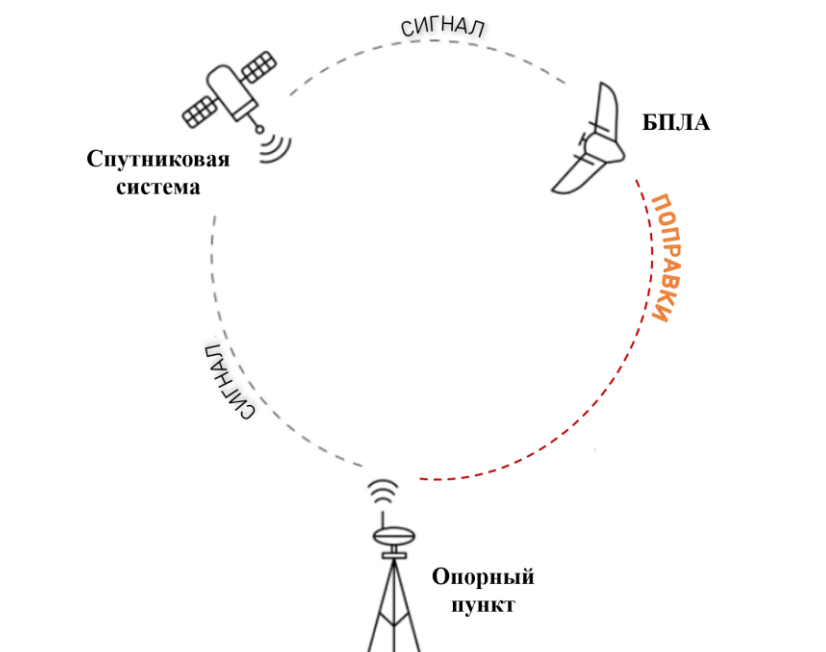 СИГНАЛ
БПЛА
Спутниковая
система
ПОПРАВКИ
СИГНАЛ
Опорный
пункт